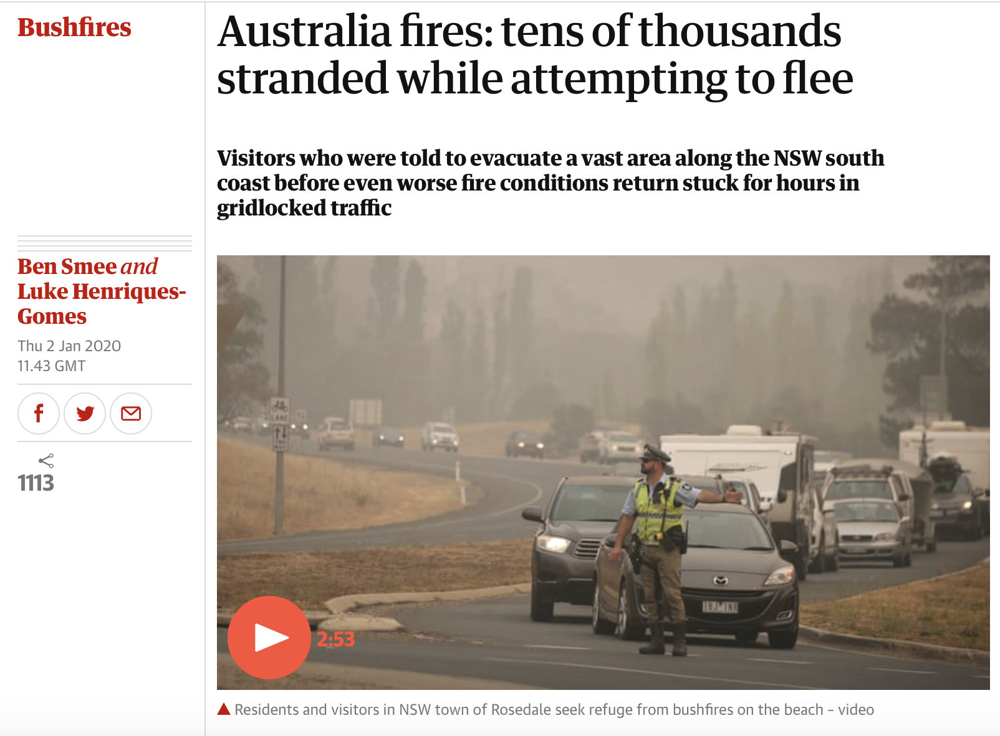 Bushfires
Australia fires: tens of thousands
stranded while attempting to flee
Visitors who were told to evacuate a vast area along the NSW south
coast before even worse fire conditions return stuck for hours in
gridlocked traffic
Ben Smee and
Luke Henriques-
Gomes
Thu 2 Jan 2020
11.43 GMT
1113
LANE
2:53
Residents and visitors in NSW town of Rosedale seek refuge from bushfires on the beach – video